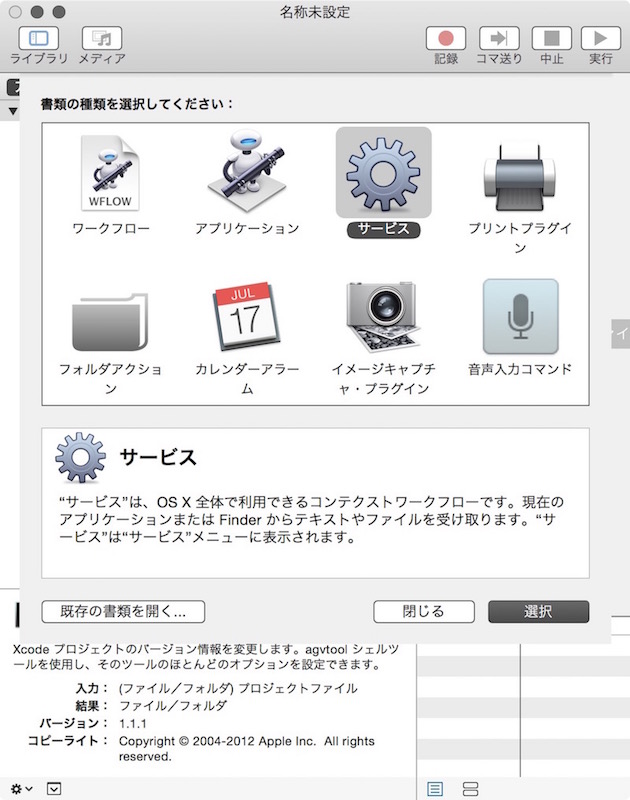 名称未設定
ライブラリ
メディア
記録
コマ送り
中止
実行
書類の種類を選択してください：
WFLOW
ワークフロー
アプリケーション
サービス
プリントプラグイ
ン
フォルダアクショ
ン
JUL
17
カレンダーアラー
ム
イメージキャプチ
ャ・プラグイン
音声入力コマンド
サービス
“サービス”は、OS X 全体で利用できるコンテクストワークフローです。現在の
アプリケーションまたは Finder からテキストやファイルを受け取ります。“サ
ービス”は“サービス”メニューに表示されます。
既存の書類を開く...
閉じる
選択
Xcode プロジェクトのバージョン情報を変更します。agvtool シェルツ
ールを使用し、そのツールのほとんどのオプションを設定できます。
入力： (ファイル／フォルダ) プロジェクトファイル
結果： ファイル／フォルダ
バージョン： 1.1.1
コピーライト： Copyright © 2004-2012 Apple Inc. All rights
reserved.